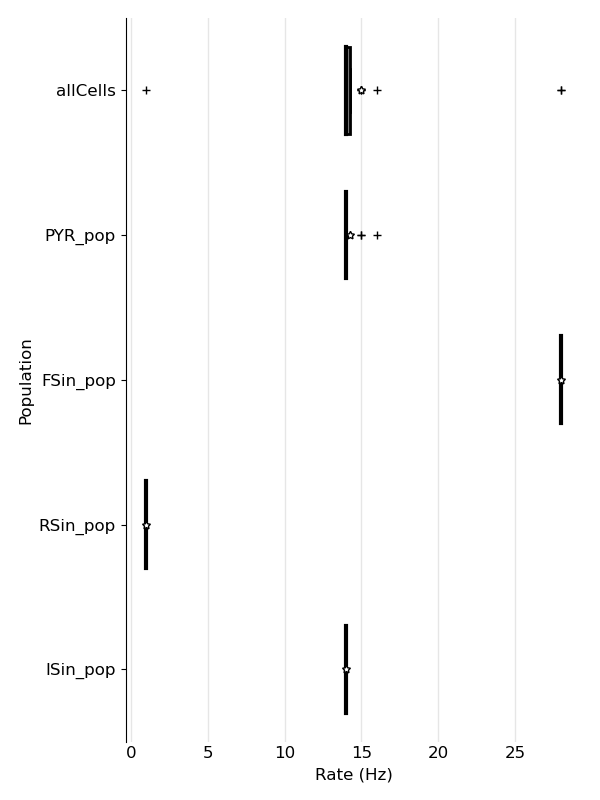 allCells
PYR_pop
FSin_pop
RSin_pop
ISin_pop
Population
0 5 10 15 20 25
Rate (Hz)